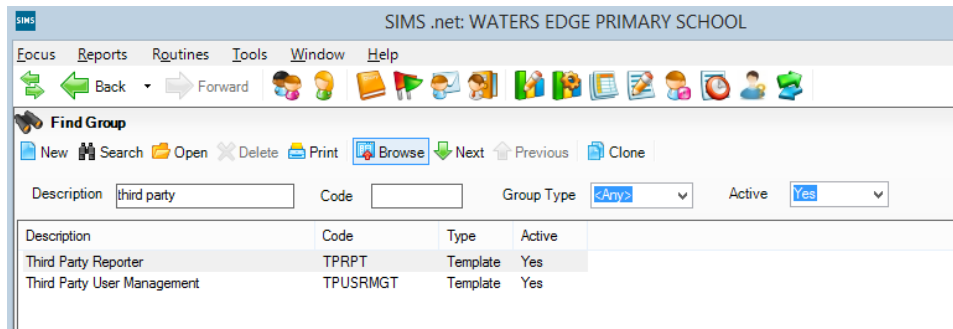 SIMS SIMS .net: WATERS EDGE PRIMARY SCHOOL
Focus Reports Routines Tools Window Help
Back Forward
Find Group
New Search Open Delete Print Browse Next Previous Clone
Description third party Code Group Type <Any> Active Yes
Description Code Type Active
Third Party Reporter TPRPT Template Yes
Third Party User Management TPUSRMGT Template Yes